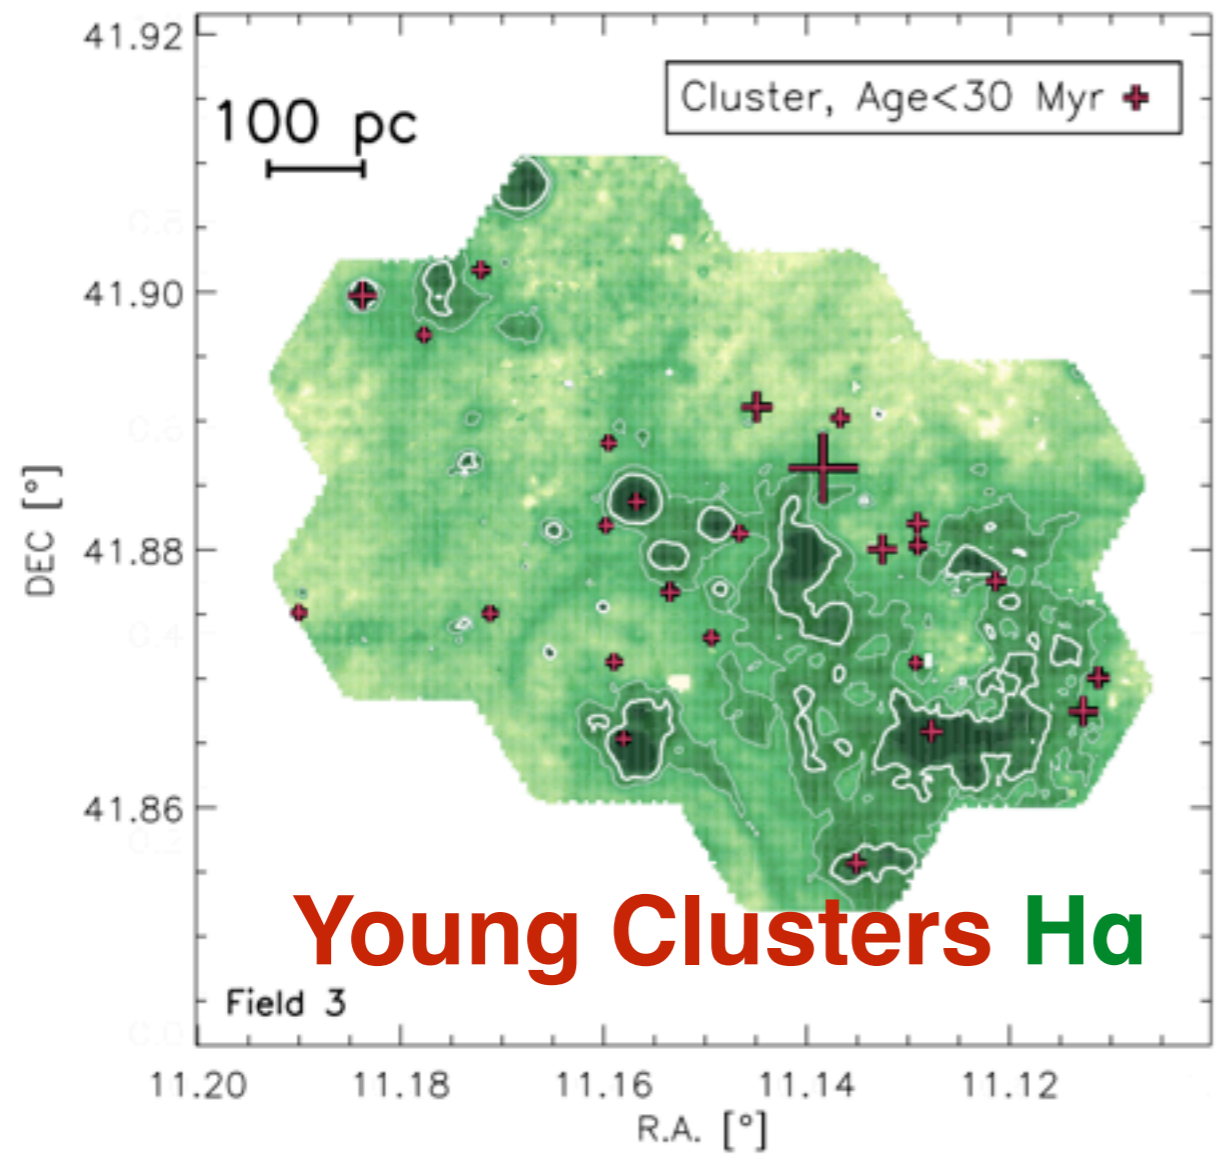 41.92
Cluster, Age<30 Myr
100 pc
41.90
41.88
DEC [°]
41.86
Young Clusters Hα
Field 3
11.20 11.18 11.16 11.14 11.12
R.A. [°]